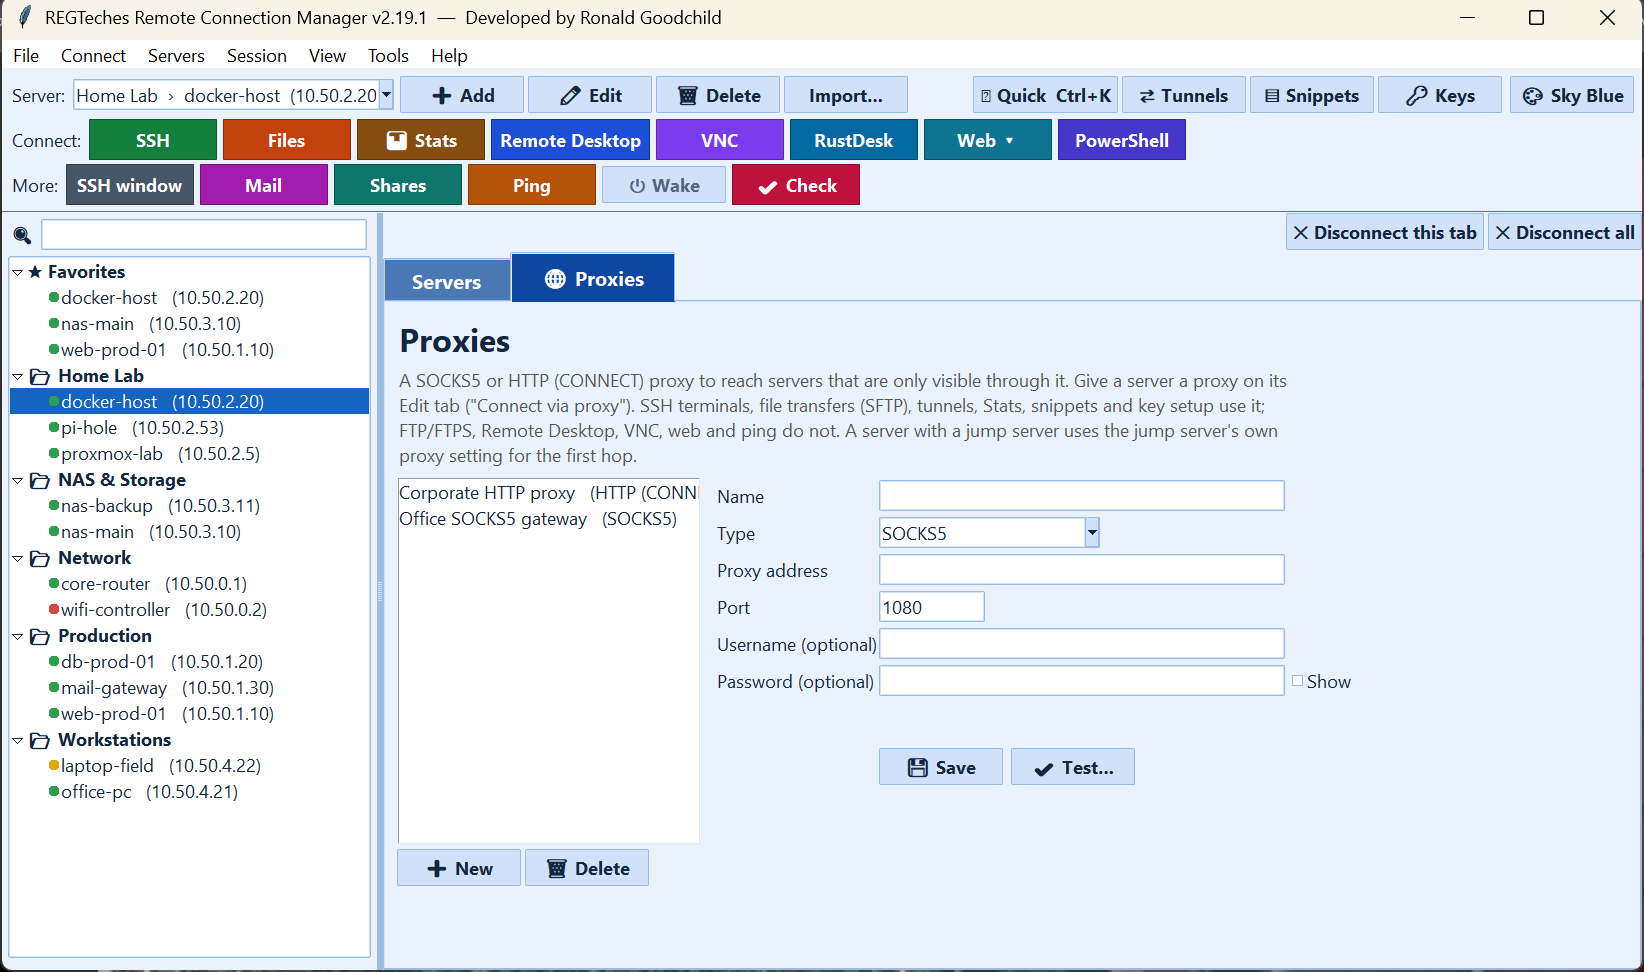 REGTeches Remote Connection Manager v2.19.1 — Developed by Ronald Goodchild
File Connect Servers Session View Tools Help
Server: Home Lab › docker-host (10.50.2.20 Add Edit Delete Import... Quick Ctrl+K Tunnels Snippets Keys Sky Blue
Connect: SSH Files Stats Remote Desktop VNC RustDesk Web PowerShell
More: SSH window Mail Shares Ping Wake Check
Disconnect this tab Disconnect all
Favorites
docker-host (10.50.2.20)
nas-main (10.50.3.10)
web-prod-01 (10.50.1.10)
Home Lab
docker-host (10.50.2.20)
pi-hole (10.50.2.53)
proxmox-lab (10.50.2.5)
NAS & Storage
nas-backup (10.50.3.11)
nas-main (10.50.3.10)
Network
core-router (10.50.0.1)
wifi-controller (10.50.0.2)
Production
db-prod-01 (10.50.1.20)
mail-gateway (10.50.1.30)
web-prod-01 (10.50.1.10)
Workstations
laptop-field (10.50.4.22)
office-pc (10.50.4.21)
Servers Proxies
Proxies
A SOCKS5 or HTTP (CONNECT) proxy to reach servers that are only visible through it. Give a server a proxy on its
Edit tab ("Connect via proxy"). SSH terminals, file transfers (SFTP), tunnels, Stats, snippets and key setup use it;
FTP/FTPS, Remote Desktop, VNC, web and ping do not. A server with a jump server uses the jump server's own
proxy setting for the first hop.
Corporate HTTP proxy (HTTP (CONN
Office SOCKS5 gateway (SOCKS5)
New Delete
Name
Type SOCKS5
Proxy address
Port 1080
Username (optional)
Password (optional) Show
Save Test...